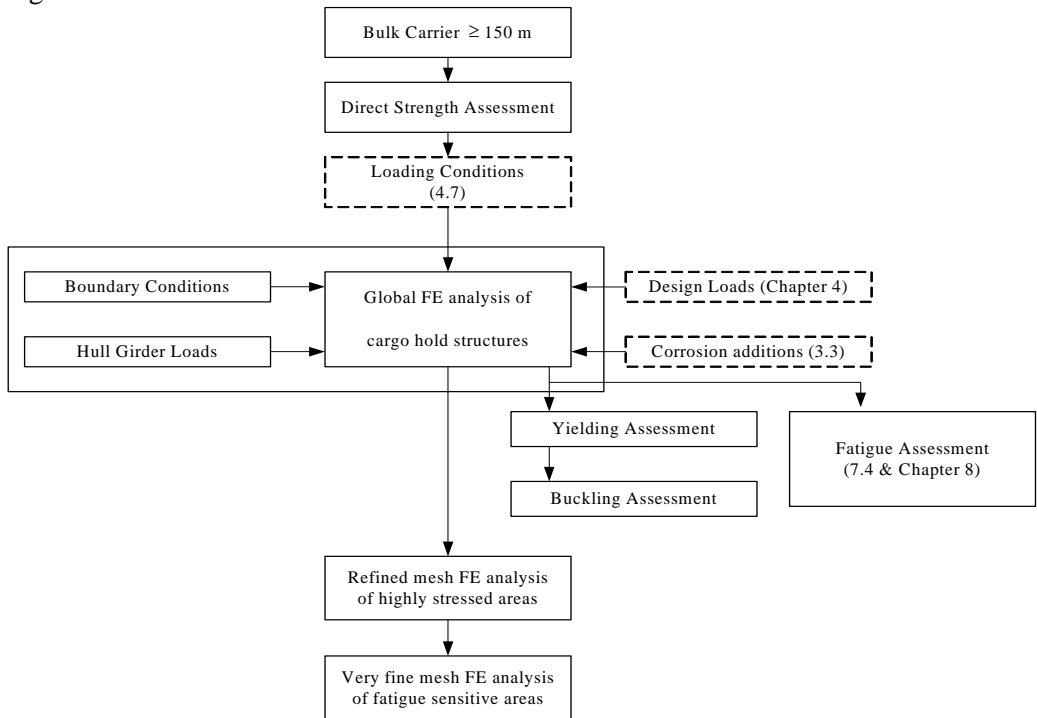 Bulk Carrier ≥ 150 m
Direct Strength Assessment
Loading Conditions
(4.7)
Boundary Conditions
Hull Girder Loads
Global FE analysis of
cargo hold structures
Design Loads (Chapter 4)
Corrosion additions (3.3)
Yielding Assessment
Buckling Assessment
Fatigue Assessment
(7.4 & Chapter 8)
Refined mesh FE analysis
of highly stressed areas
Very fine mesh FE analysis
of fatigue sensitive areas